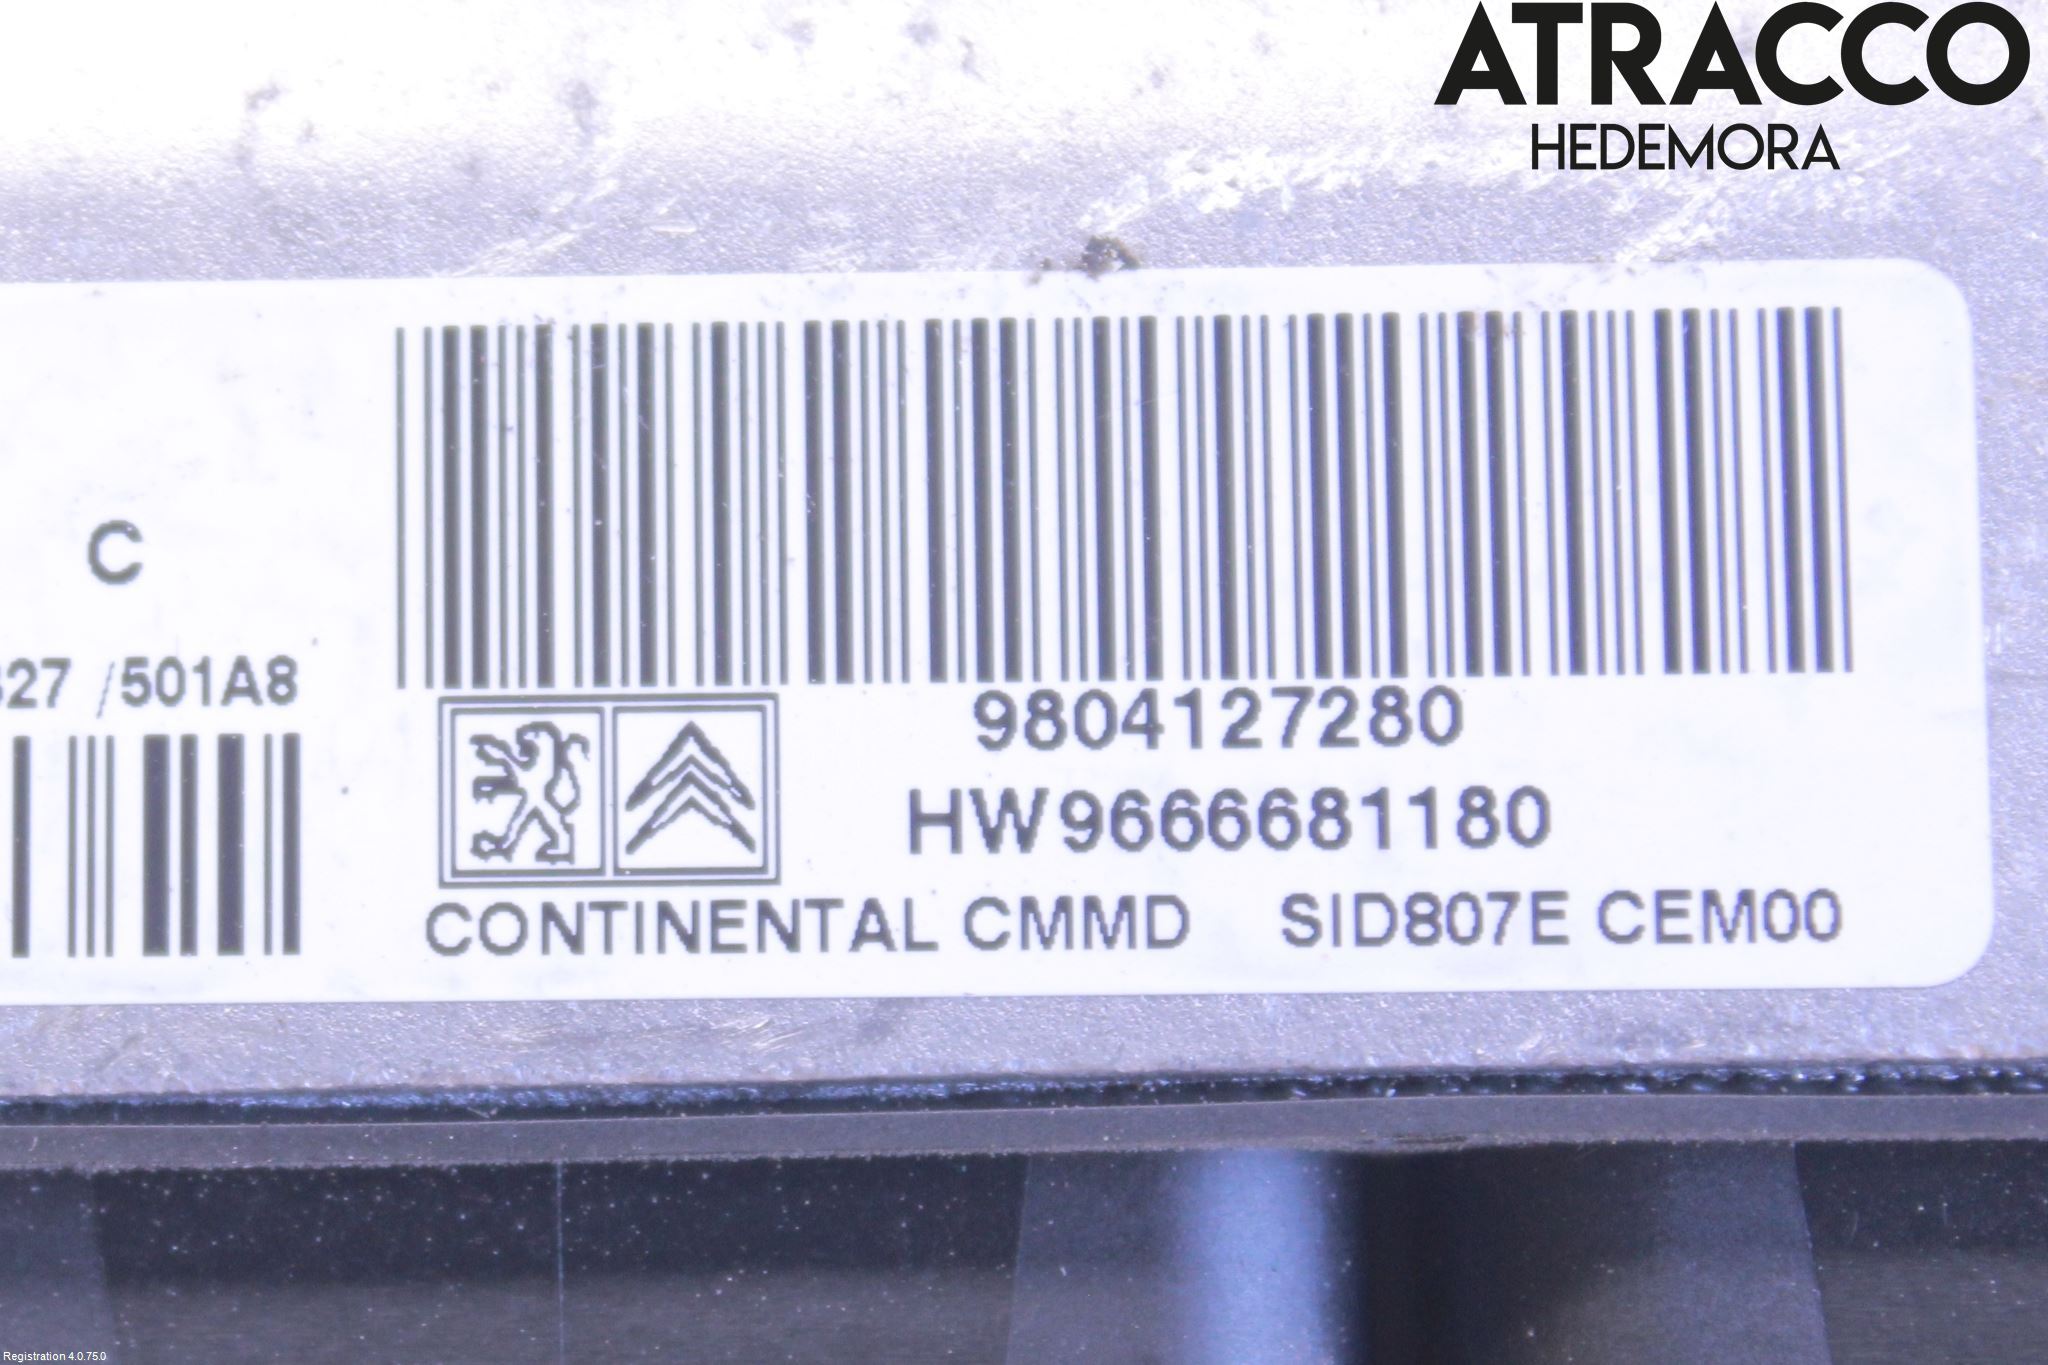 ATRACCO
HEDEMORA
C
27 /501A8
9804127280
HW9666681180
CONTINENTAL CMMD SID807E CEM00
Registration 4.0.75.0